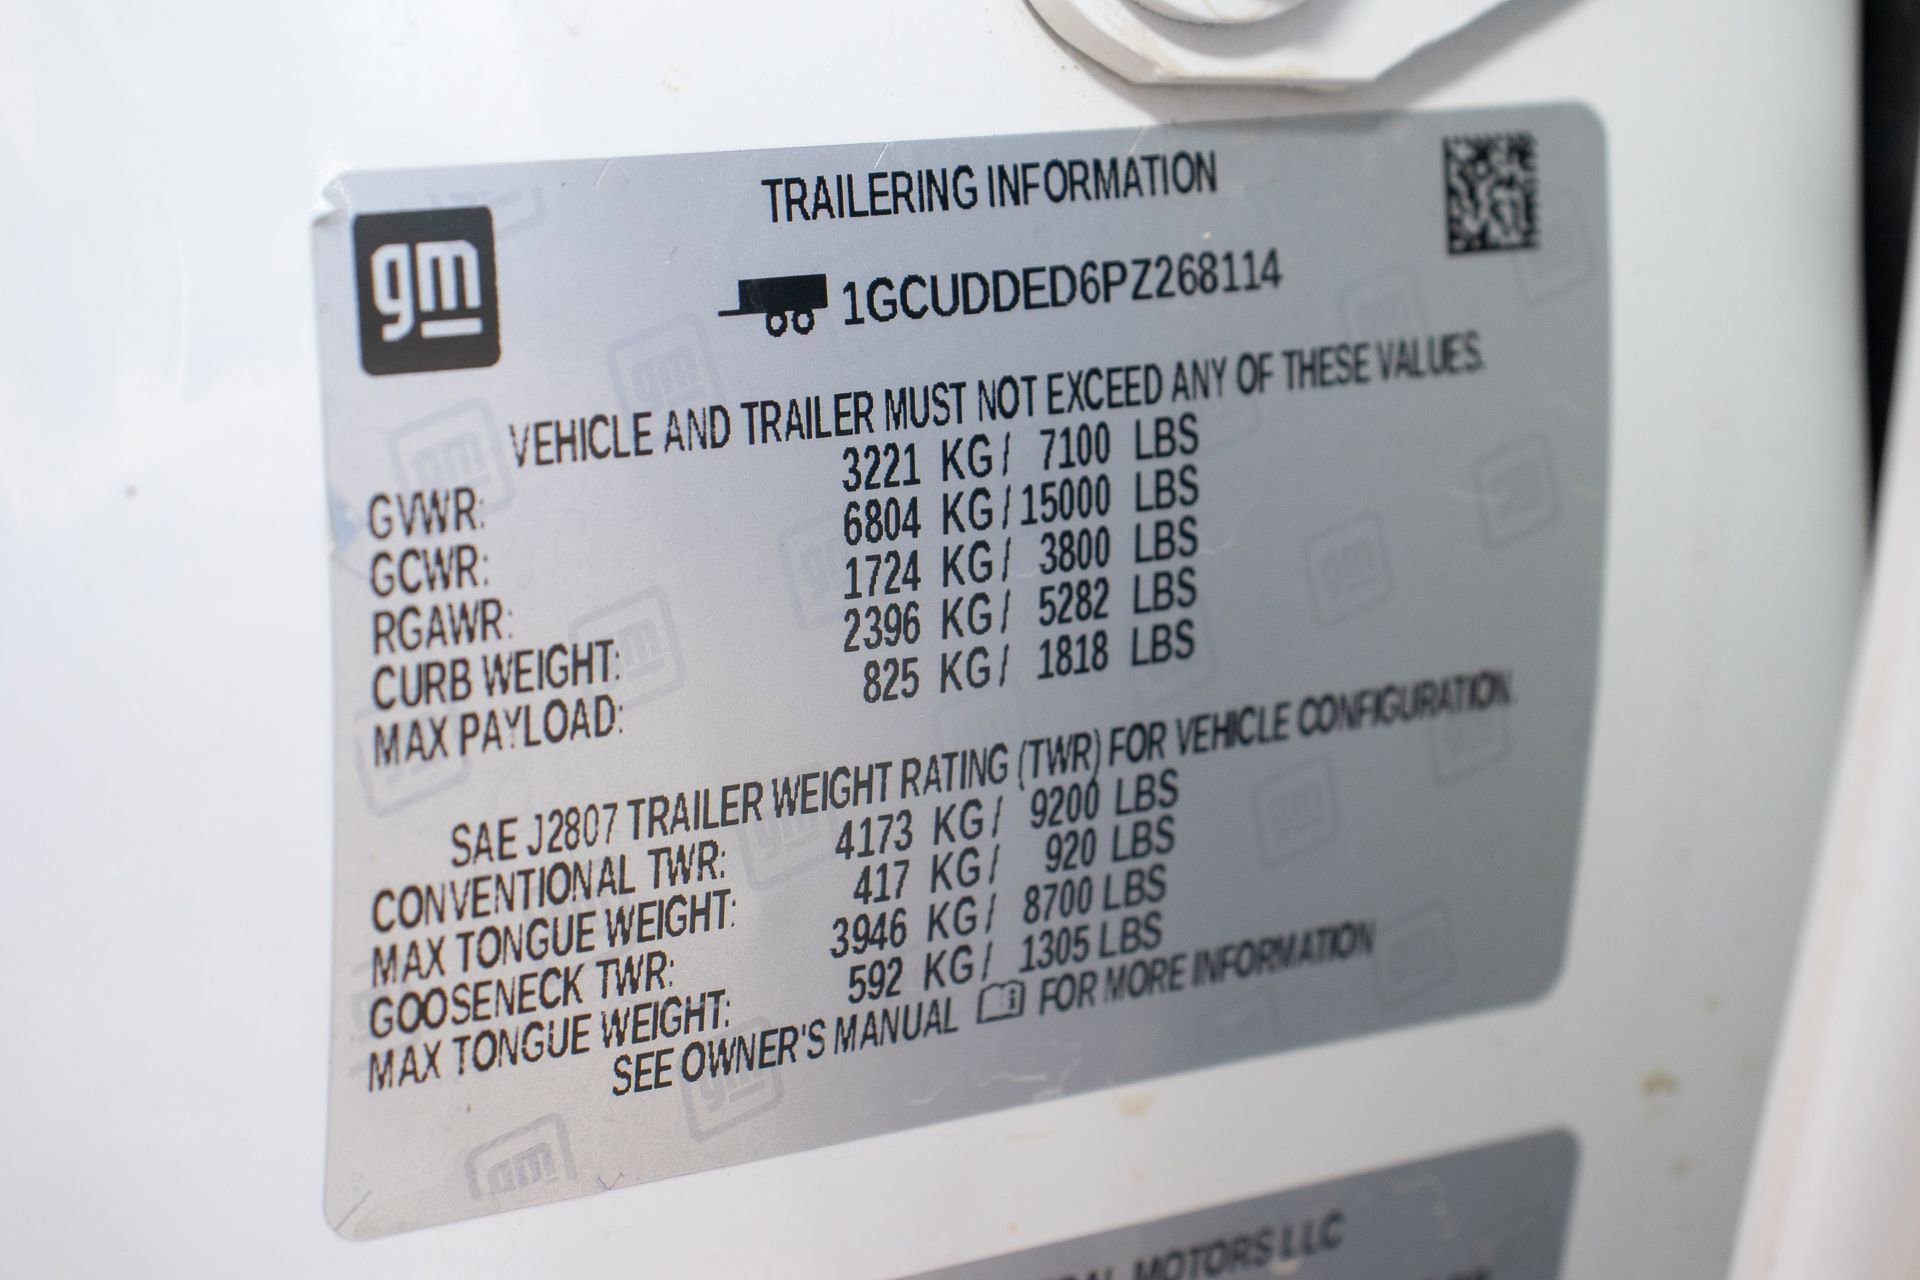 gm
TRAILERING INFORMATION
1GCUDDED6PZ268114
VEHICLE AND TRAILER MUST NOT EXCEED ANY OF THESE VALUES.
GVWR: 3221 KG/ 7100 LBS
GCWR: 6804 KG/15000 LBS
RGAWR: 1724 KG/ 3800 LBS
CURB WEIGHT: 2396 KG/ 5282 LBS
MAX PAYLOAD: 825 KG/ 1818 LBS
SAE J2807 TRAILER WEIGHT RATING (TWR) FOR VEHICLE CONFIGURATION.
CONVENTIONAL TWR: 4173 KG/ 9200 LBS
MAX TONGUE WEIGHT: 417 KG/ 920 LBS
GOOSENECK TWR: 3946 KG/ 8700 LBS
MAX TONGUE WEIGHT: 592 KG/ 1305 LBS
SEE OWNER'S MANUAL FOR MORE INFORMATION
MOTORS LLC